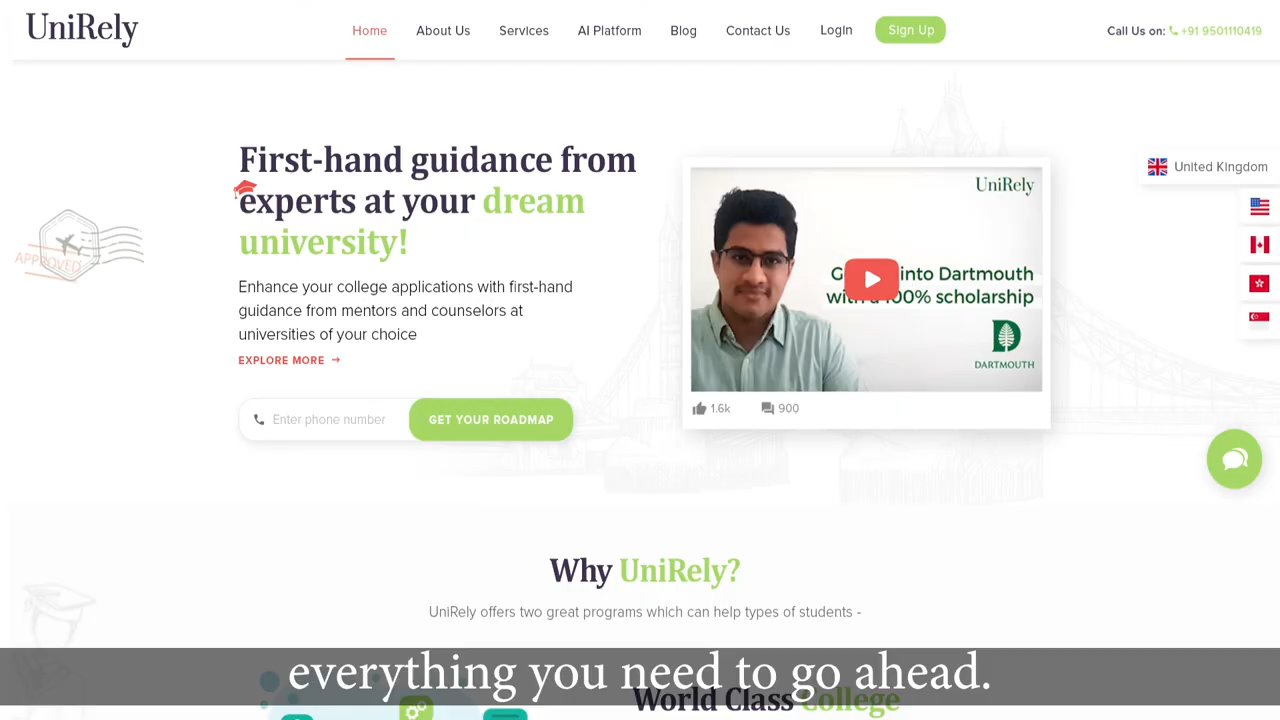 UniRely
Home
About Us
Services
AI Platform
Blog
Contact Us
Login
Sign Up
Call Us on: +91 9501110419
First-hand guidance from
experts at your dream
university!
Enhance your college applications with first-hand
guidance from mentors and counselors at
universities of your choice
EXPLORE MORE →
Enter phone number
GET YOUR ROADMAP
APPROVED
UniRely
into Dartmouth
100% scholarship
D
DARTMOUTH
1.6k
900
United Kingdom
Why UniRely?
UniRely offers two great programs which can help types of students -
everything you need to go ahead.
World Class College